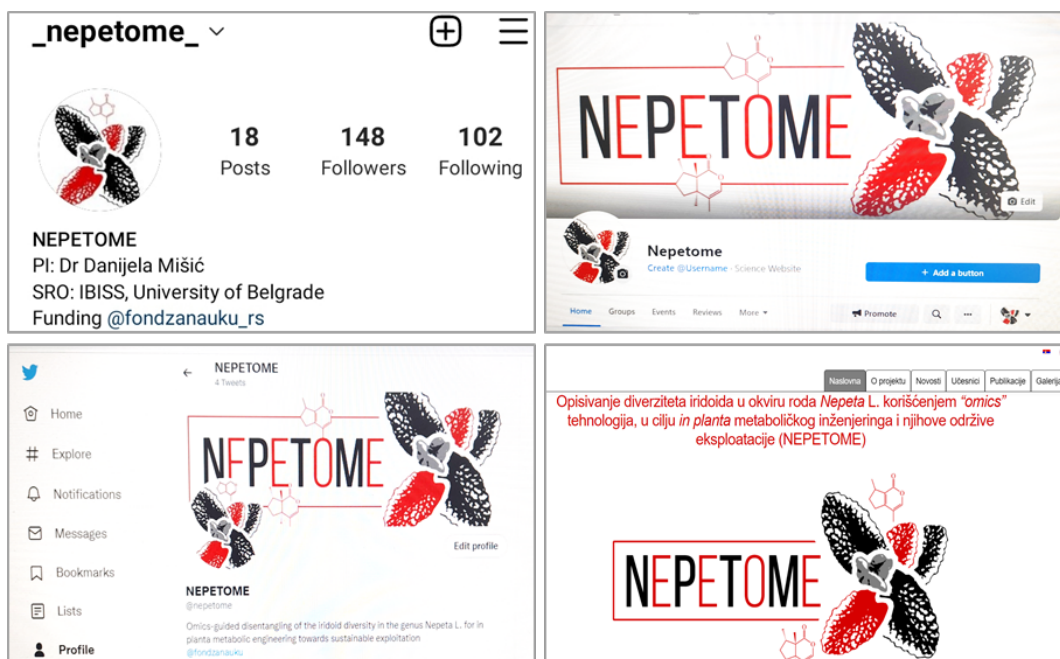 _nepetome_
18 148 102
Posts Followers Following
NEPETOME
PI: Dr Danijela Mišić
SRO: IBISS, University of Belgrade
Funding @fondzanauku_rs
NEPETOME
Edit
Nepetome
Create @Username · Science Website
+ Add a button
Home Groups Events Reviews More
Promote
NEPETOME
4 Tweets
Home
Explore
Notifications
Messages
Bookmarks
Lists
Profile
NEPETOME
Edit profile
NEPETOME
@nepetome
Omics-guided disentangling of the iridoid diversity in the genus Nepeta L. for in
planta metabolic engineering towards sustainable exploitation
@fondzanauku
Naslovna O projektu Novosti Učesnici Publikacije Galerija
Opisivanje diverziteta iridoida u okviru roda Nepeta L. korišćenjem “omics”
tehnologija, u cilju in planta metaboličkog inženjeringa i njihove održive
eksploatacije (NEPETOME)
NEPETOME